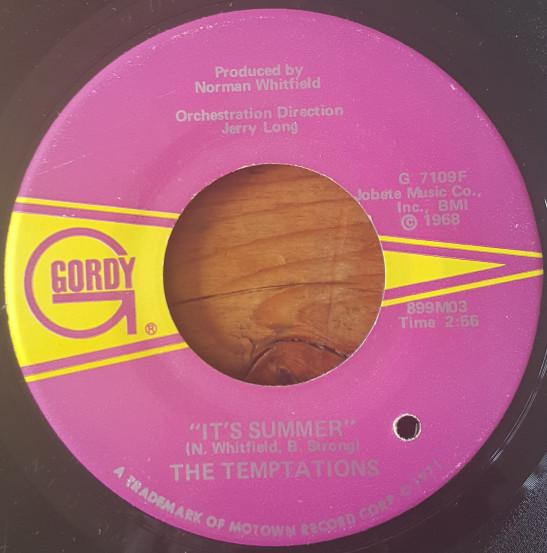 Produced by
Norman Whitfield
Orchestration Direction
Jerry Long
G 7109F
Jobete Music Co.,
Inc., BMI
© 1968
GORDY
®
899M03
Time 2:56
"IT'S SUMMER"
(N. Whitfield, B. Strong)
THE TEMPTATIONS
A TRADEMARK OF MOTOWN RECORD CORP. © 1971